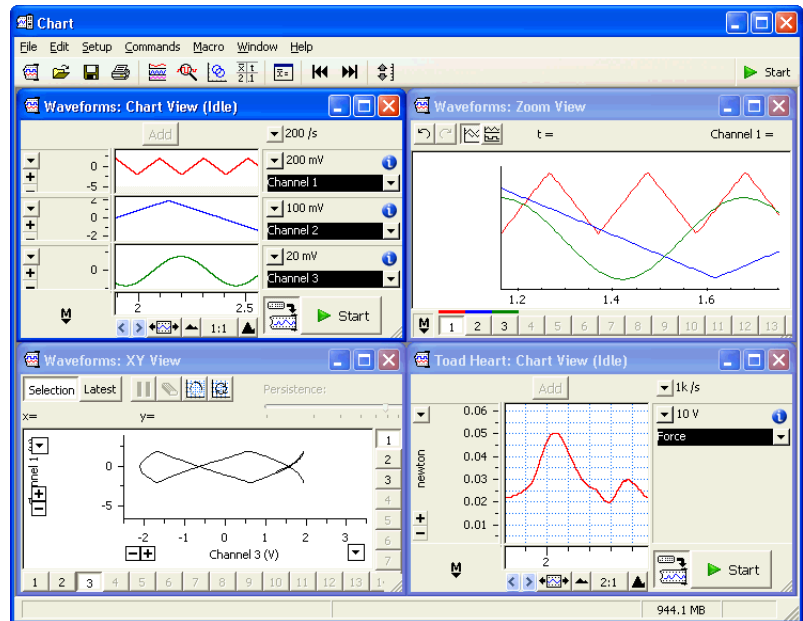 Chart
File Edit Setup Commands Macro Window Help
Start
Waveforms: Chart View (Idle)
Add
200 /s
0
-5
200 mV
Channel 1
2
0
-2
100 mV
Channel 2
0
20 mV
Channel 3
M
2 2.5
1:1
Start
Waveforms: Zoom View
t = Channel 1 =
1.2 1.4 1.6
M 1 2 3 4 5 6 7 8 9 10 11 12 13
Waveforms: XY View
Selection Latest Persistence:
x= y=
0
-5
-2 -1 0 1 2 3
Channel 3 (V)
1
2
3
4
5
6
7
1 2 3 4 5 6 7 8 9 10 11 12 13
Toad Heart: Chart View (Idle)
Add
1k /s
0.06
0.05
0.04
0.03
0.02
0.01
newton
10 V
Force
M
2
2:1
Start
944.1 MB